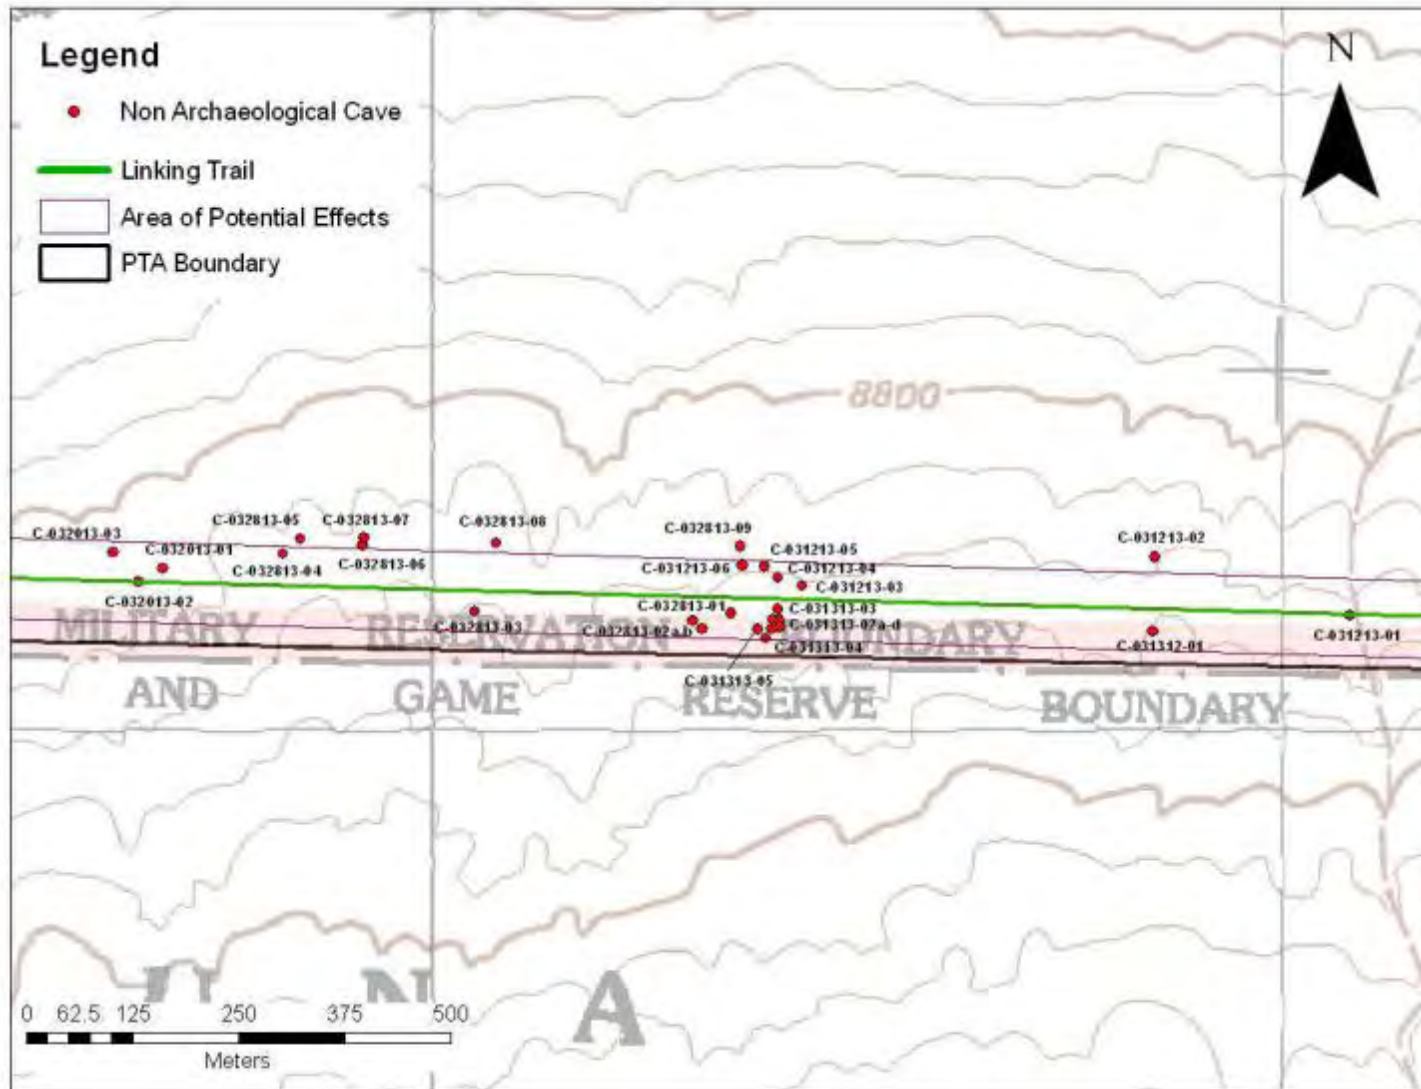 Legend
N
Non Archaeological Cave
Linking Trail
Area of Potential Effects
PTA Boundary
8800
C-032013-03
C-032813-05
C-032813-07
C-032813-08
C-032813-09
C-031213-02
C-032013-01
C-032813-04
C-032813-06
C-031213-05
C-031213-06
C-031213-04
C-031213-03
C-032013-02
C-032813-01
C-031313-03
C-032813-03
C-032813-02a,b
C-031313-02a-d
C-031313-04
C-031312-01
C-031213-01
MILITARY RESERVATION BOUNDARY
C-031313-05
AND GAME RESERVE BOUNDARY
A
0 62.5 125 250 375 500
Meters